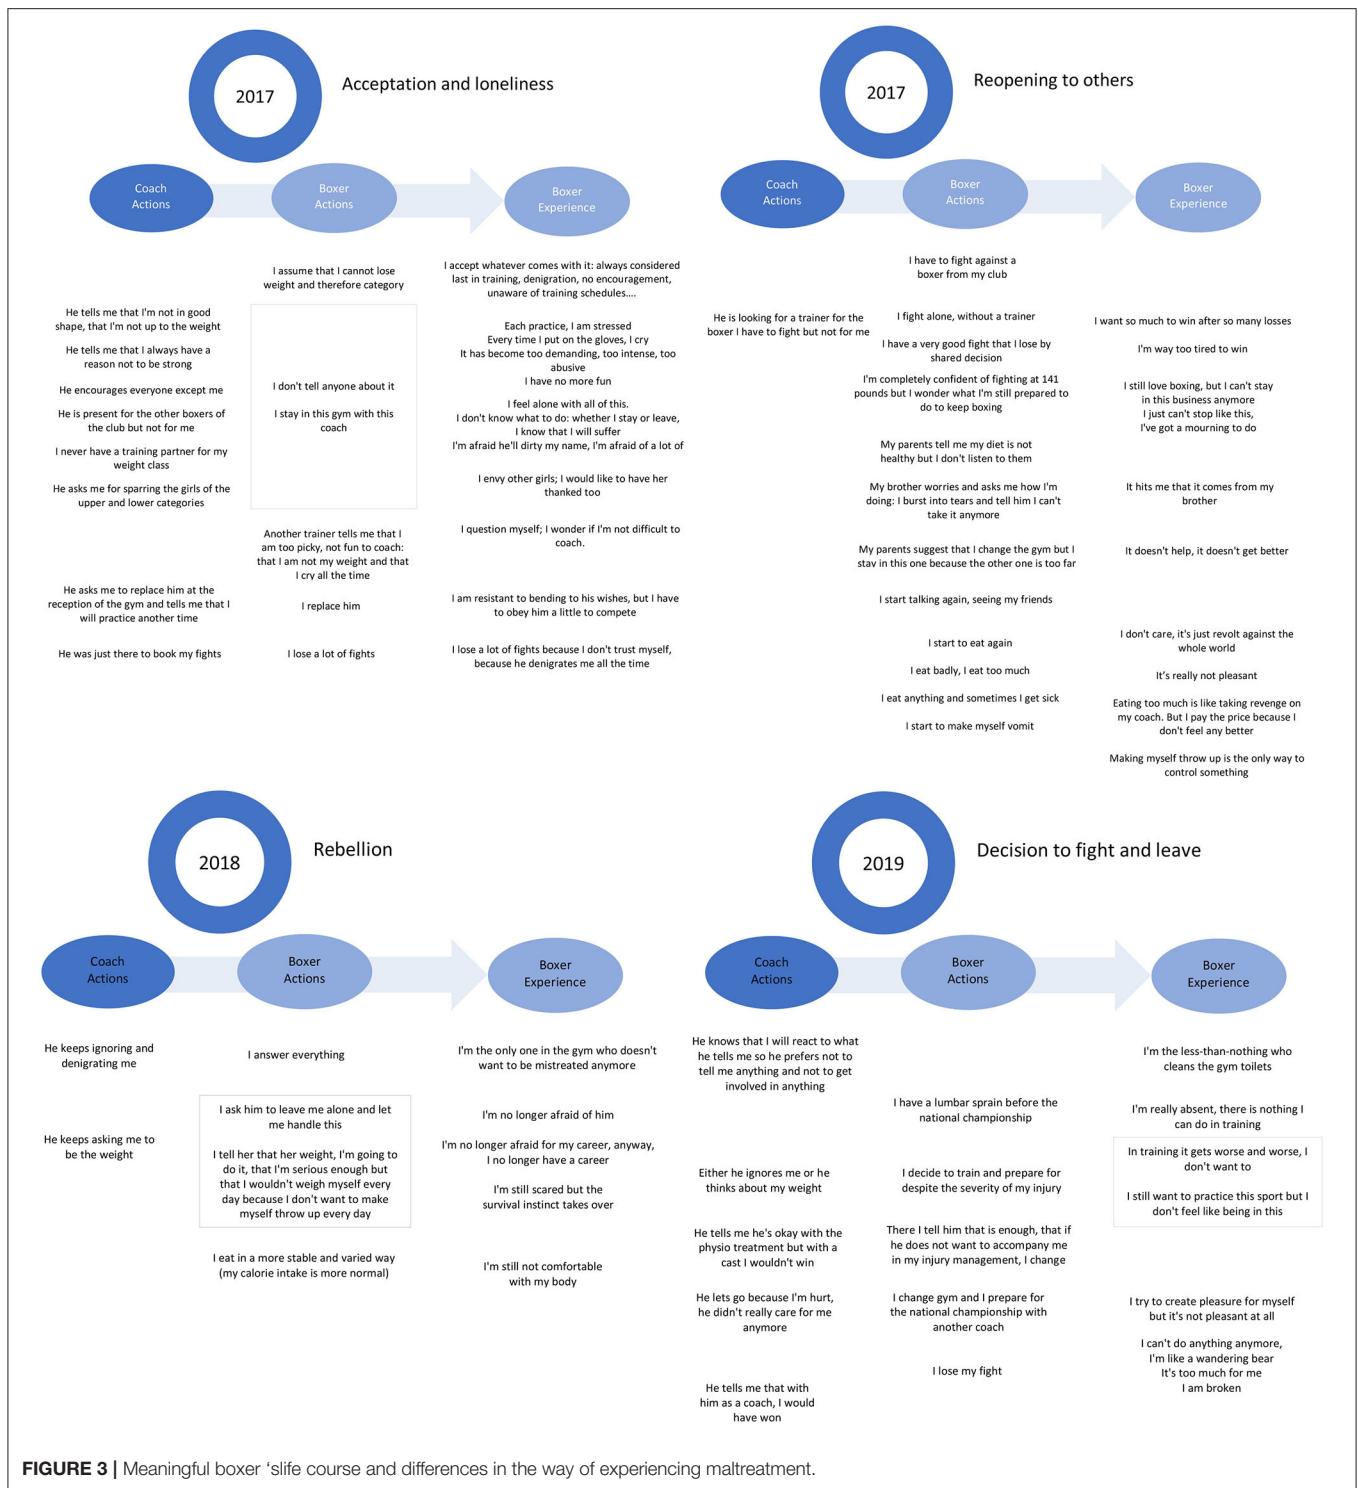 2017
Acceptation and loneliness
Coach
Actions
Boxer
Actions
Boxer
Experience
I assume that I cannot lose
weight and therefore category
I accept whatever comes with it: always considered
last in training, denigration, no encouragement,
unaware of training schedules....
He tells me that I'm not in good
shape, that I'm not up to the weight
He tells me that I always have a
reason not to be strong
He encourages everyone except me
He is present for the other boxers of
the club but not for me
I never have a training partner for my
weight class
He asks me for sparring the girls of the
upper and lower categories
I don't tell anyone about it
I stay in this gym with this
coach
Each practice, I am stressed
Every time I put on the gloves, I cry
It has become too demanding, too intense, too
abusive
I have no more fun
I feel alone with all of this.
I don't know what to do: whether I stay or leave,
I know that I will suffer
I'm afraid he'll dirty my name, I'm afraid of a lot of
I envy other girls; I would like to have her
thanked too
Another trainer tells me that I
am too picky, not fun to coach:
that I am not my weight and that
I cry all the time
I question myself; I wonder if I'm not difficult to
coach.
He asks me to replace him at the
reception of the gym and tells me that I
will practice another time
I replace him
I am resistant to bending to his wishes, but I have
to obey him a little to compete
He was just there to book my fights
I lose a lot of fights
I lose a lot of fights because I don't trust myself,
because he denigrates me all the time
2017
Reopening to others
Coach
Actions
Boxer
Actions
Boxer
Experience
I have to fight against a
boxer from my club
He is looking for a trainer for the
boxer I have to fight but not for me
I fight alone, without a trainer
I want so much to win after so many losses
I have a very good fight that I lose by
shared decision
I'm way too tired to win
I'm completely confident of fighting at 141
pounds but I wonder what I'm still prepared to
do to keep boxing
I still love boxing, but I can't stay
in this business anymore
I just can't stop like this,
I've got a mourning to do
My parents tell me my diet is not
healthy but I don't listen to them
My brother worries and asks me how I'm
doing: I burst into tears and tell him I can't
take it anymore
It hits me that it comes from my
brother
My parents suggest that I change the gym but I
stay in this one because the other one is too far
It doesn't help, it doesn't get better
I start talking again, seeing my friends
I start to eat again
I don't care, it's just revolt against the
whole world
I eat badly, I eat too much
It's really not pleasant
I eat anything and sometimes I get sick
Eating too much is like taking revenge on
my coach. But I pay the price because I
don't feel any better
I start to make myself vomit
Making myself throw up is the only way to
control something
2018
Rebellion
Coach
Actions
Boxer
Actions
Boxer
Experience
He keeps ignoring and
denigrating me
I answer everything
I'm the only one in the gym who doesn't
want to be mistreated anymore
He keeps asking me to
be the weight
I ask him to leave me alone and let
me handle this
I tell her that her weight, I'm going to
do it, that I'm serious enough but
that I wouldn't weigh myself every
day because I don't want to make
myself throw up every day
I'm no longer afraid of him
I'm no longer afraid for my career, anyway,
I no longer have a career
I'm still scared but the
survival instinct takes over
I eat in a more stable and varied way
(my calorie intake is more normal)
I'm still not comfortable
with my body
2019
Decision to fight and leave
Coach
Actions
Boxer
Actions
Boxer
Experience
He knows that I will react to what
he tells me so he prefers not to
tell me anything and not to get
involved in anything
I'm the less-than-nothing who
cleans the gym toilets
I have a lumbar sprain before the
national championship
I'm really absent, there is nothing I
can do in training
In training it gets worse and worse, I
don't want to
I still want to practice this sport but I
don't feel like being in this
Either he ignores me or he
thinks about my weight
I decide to train and prepare for
despite the severity of my injury
He tells me he's okay with the
physio treatment but with a
cast I wouldn't win
There I tell him that is enough, that if
he does not want to accompany me
in my injury management, I change
He lets go because I'm hurt,
he didn't really care for me
anymore
I change gym and I prepare for
the national championship with
another coach
I try to create pleasure for myself
but it's not pleasant at all
I lose my fight
I can't do anything anymore,
I'm like a wandering bear
It's too much for me
I am broken
He tells me that with
him as a coach, I would
have won
FIGURE 3 | Meaningful boxer 'slife course and differences in the way of experiencing maltreatment.